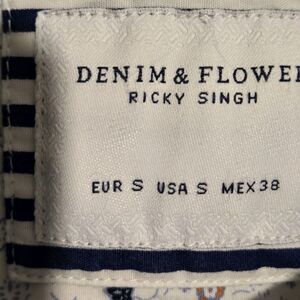 DENIM & FLOWE
RICKY SINGH
EUR S USA S MEX 38